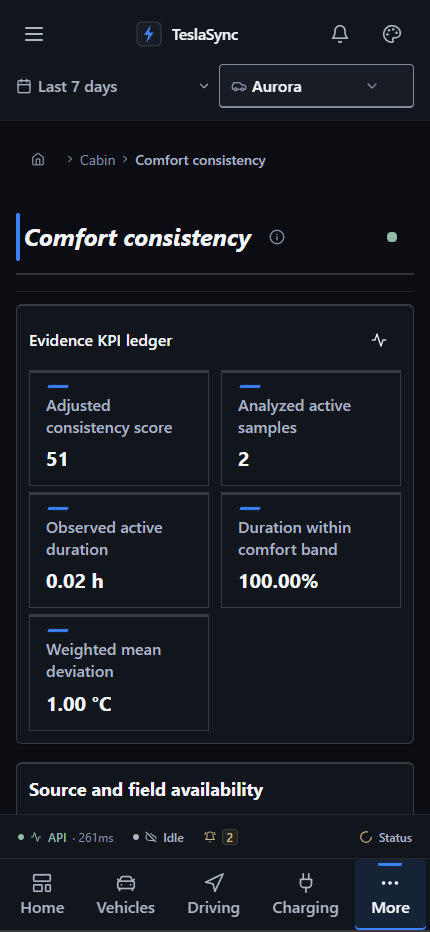 TeslaSync
Last 7 days
Aurora
Cabin
Comfort consistency
Comfort consistency
Evidence KPI ledger
Adjusted
consistency score
51
Analyzed active
samples
2
Observed active
duration
0.02 h
Duration within
comfort band
100.00%
Weighted mean
deviation
1.00 °C
Source and field availability
API · 261ms
Idle
2
Status
Home
Vehicles
Driving
Charging
More